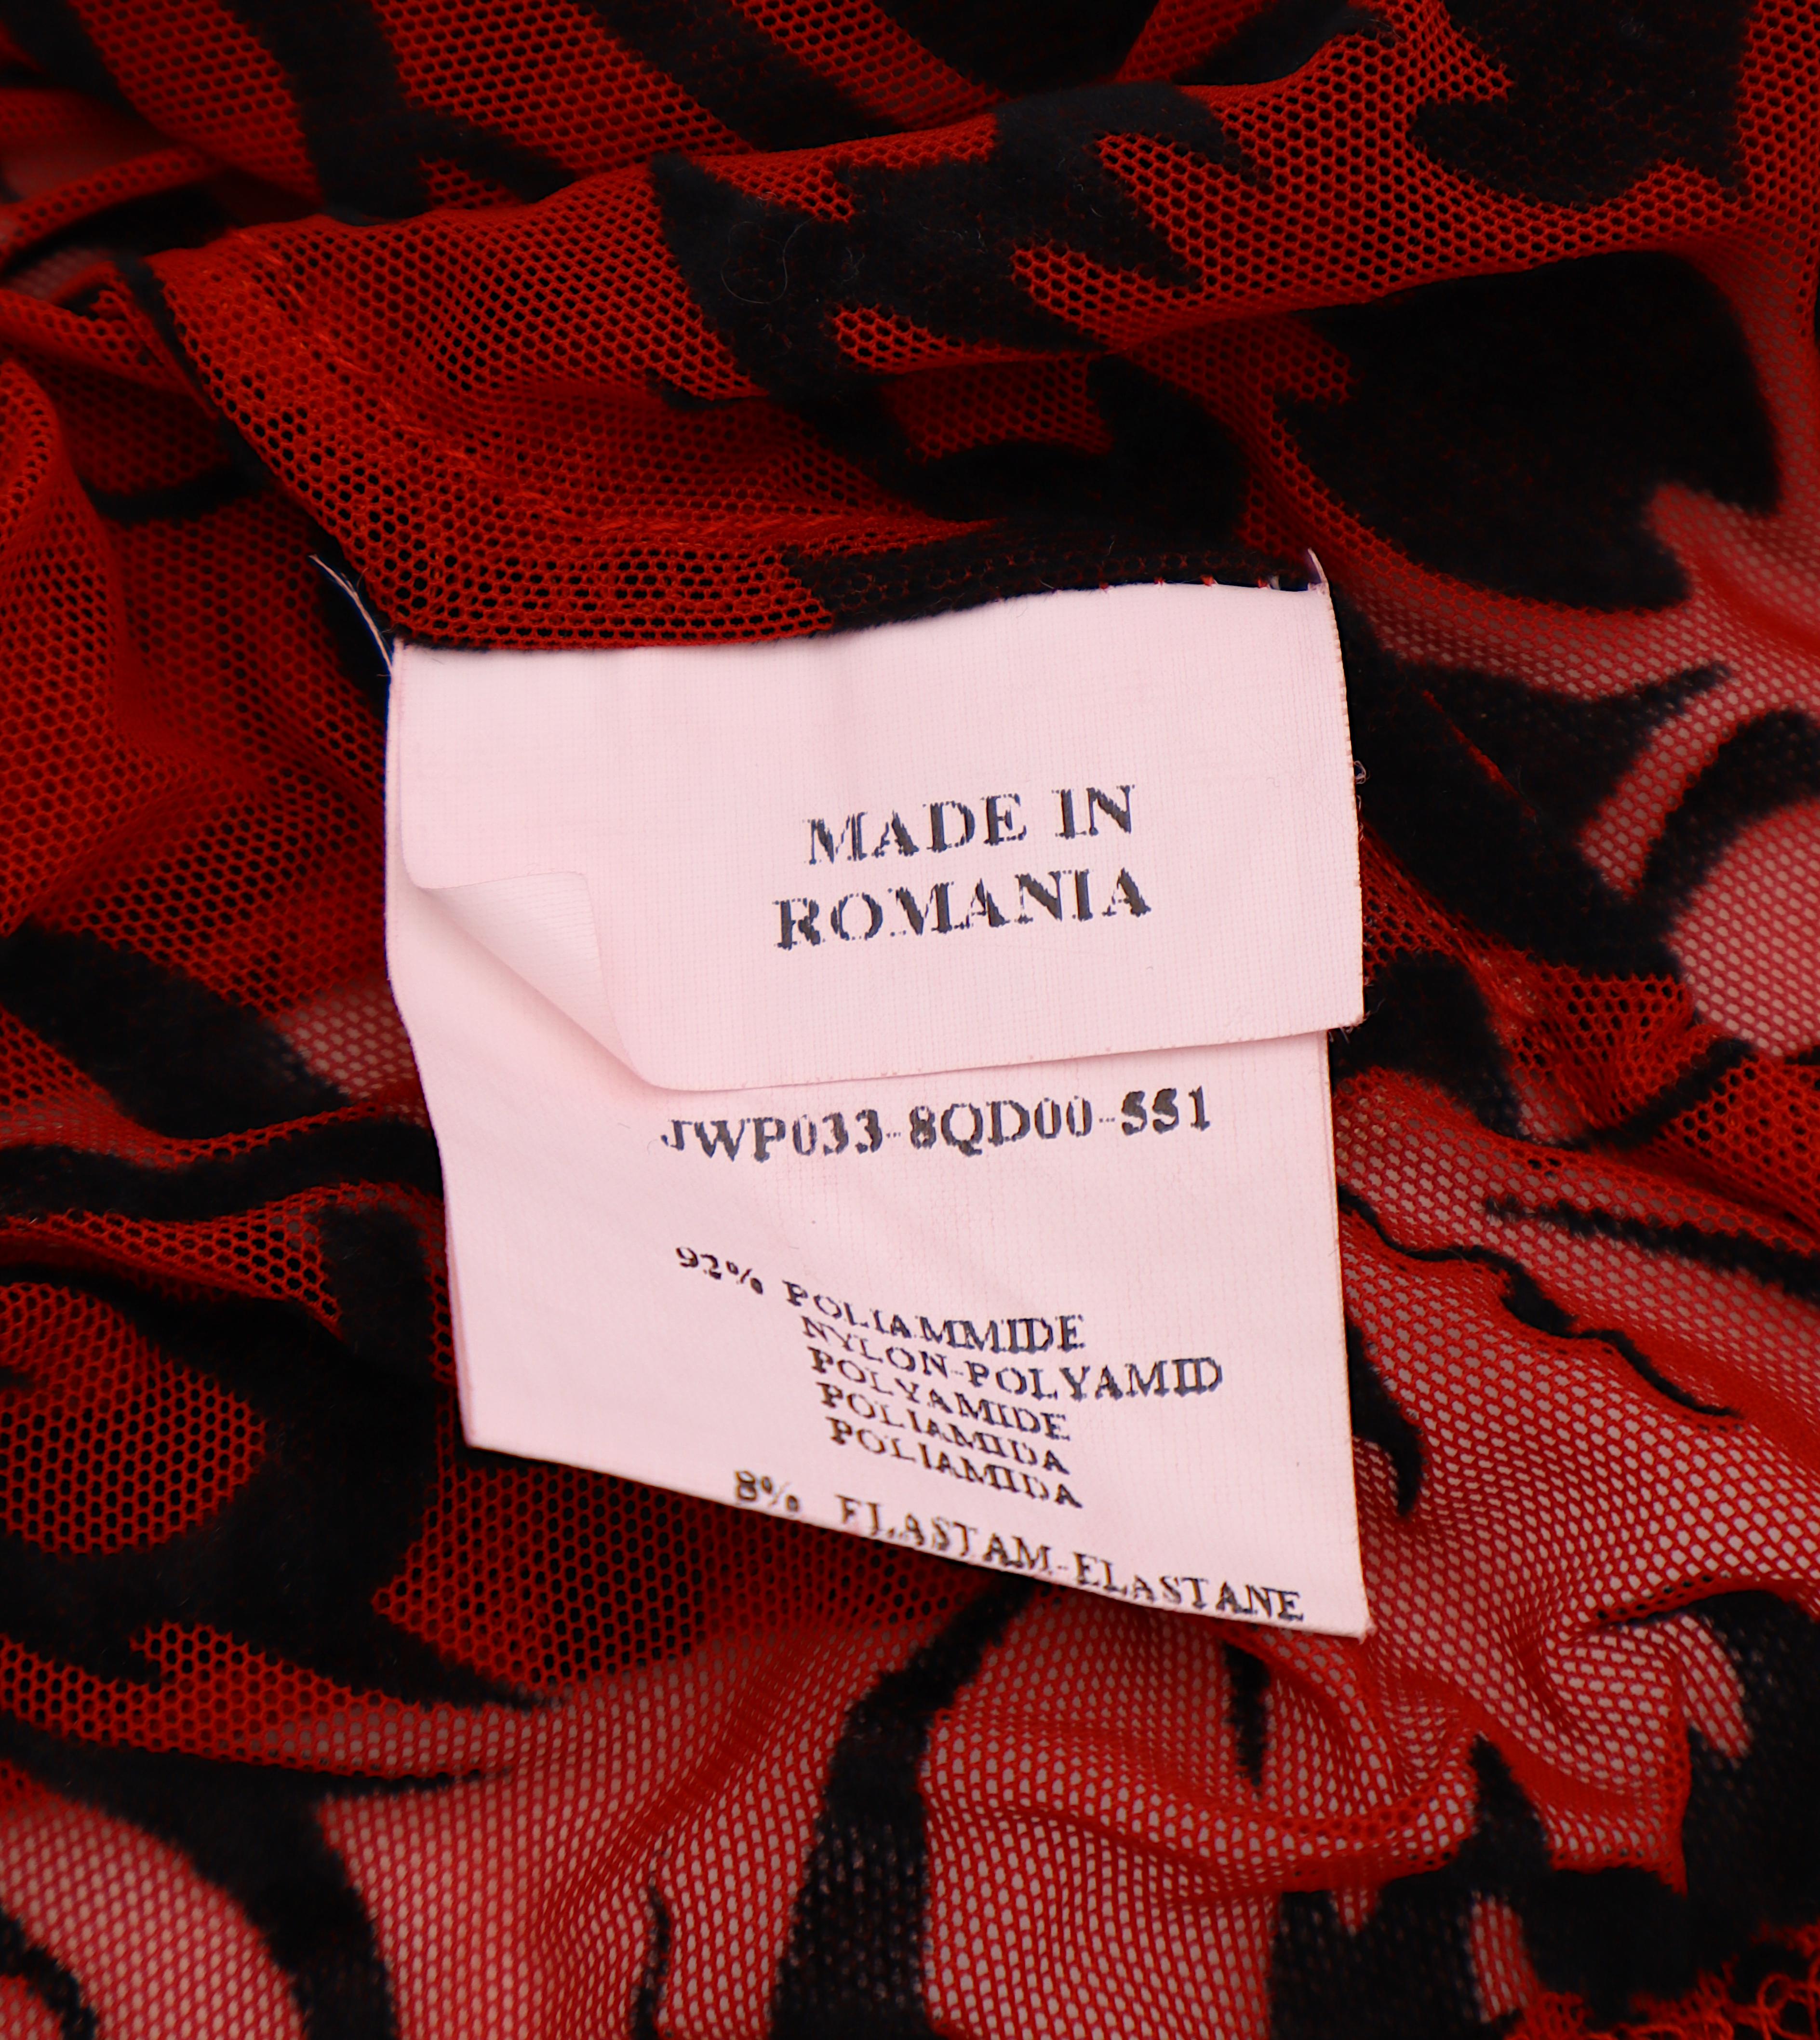 MADE IN
ROMANIA
JWP033-8QD00-551
92% POLIAMMIDE
NYLON-POLYAMID
POLYAMIDE
POLIAMIDA
POLIAMIDA
8% ELASTAM-ELASTANE